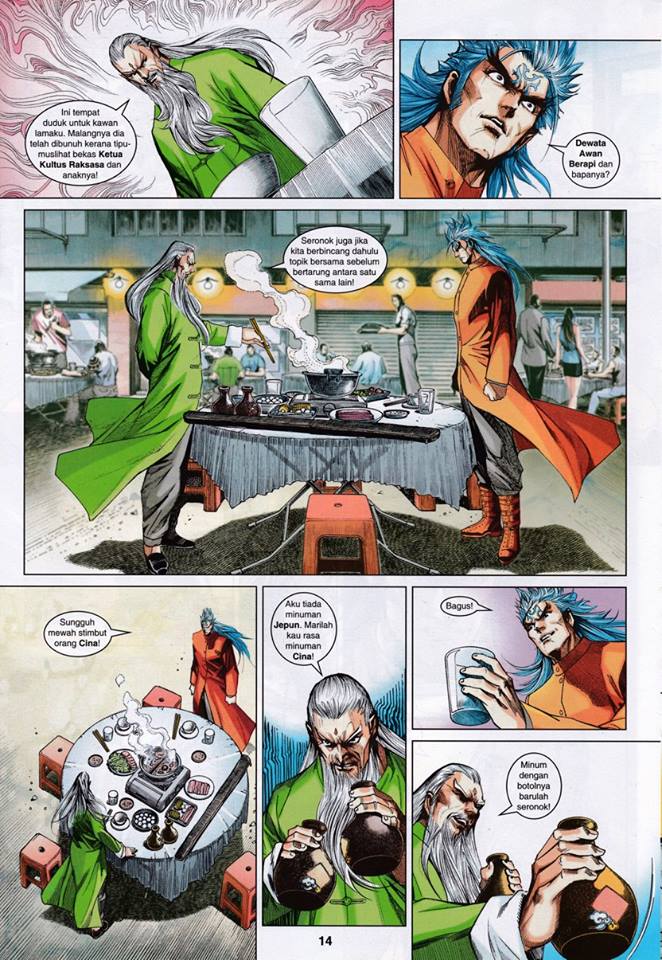 Ini tempat
duduk untuk kawan
lamaku. Malangnya dia
telah dibunuh kerana tipu-
muslihat bekas Ketua
Kultus Raksasa dan
anaknya!
Dewata
Awan
Berapi dan
bapanya?
Seronok juga jika
kita berbincang dahulu
topik bersama sebelum
bertarung antara satu
sama lain!
Sungguh
mewah stimbut
orang Cina!
Aku tiada
minuman
Jepun. Marilah
kau rasa
minuman
Cina!
Bagus!
Minum
dengan
botolnya
barulah
seronok!
14